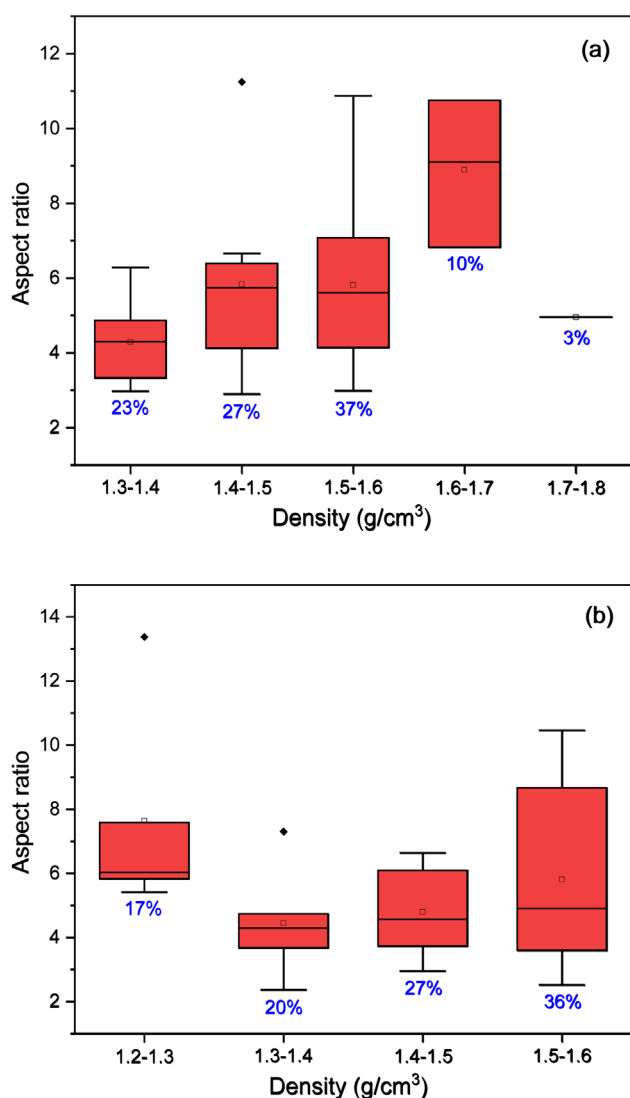 (a)
12
10
8
6
4
2
Aspect ratio
23%
27%
37%
10%
3%
1.3-1.4 1.4-1.5 1.5-1.6 1.6-1.7 1.7-1.8
Density (g/cm³)
(b)
14
12
10
8
6
4
2
Aspect ratio
17%
20%
27%
36%
1.2-1.3 1.3-1.4 1.4-1.5 1.5-1.6
Density (g/cm³)